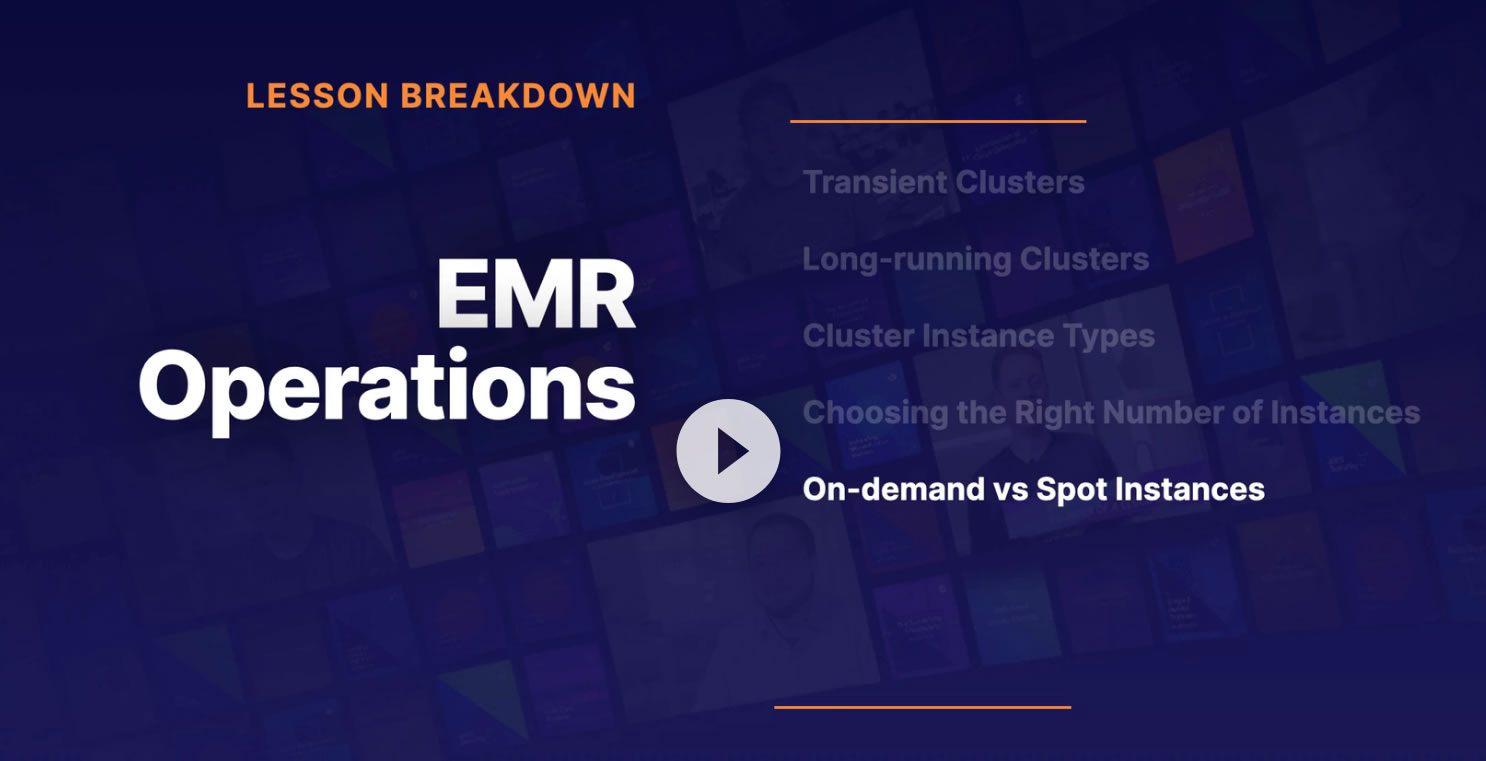 LESSON BREAKDOWN
EMR
Operations
Transient Clusters
Long-running Clusters
Cluster Instance Types
Choosing the Right Number of Instances
On-demand vs Spot Instances